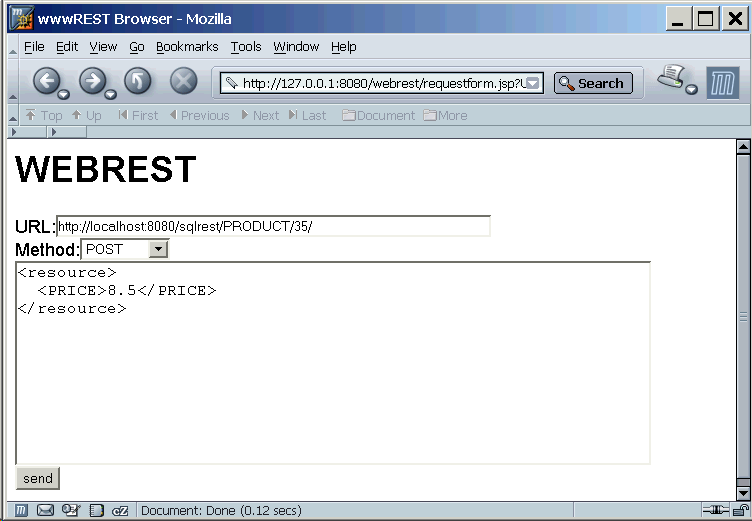 wwwREST Browser - Mozilla
File Edit View Go Bookmarks Tools Window Help
http://127.0.0.1:8080/webrest/requestform.jsp?U Search
Top Up First Previous Next Last Document More
WEBREST
URL:http://localhost:8080/sqlrest/PRODUCT/35/
Method: POST
<resource>
  <PRICE>8.5</PRICE>
</resource>
send
Document: Done (0.12 secs)